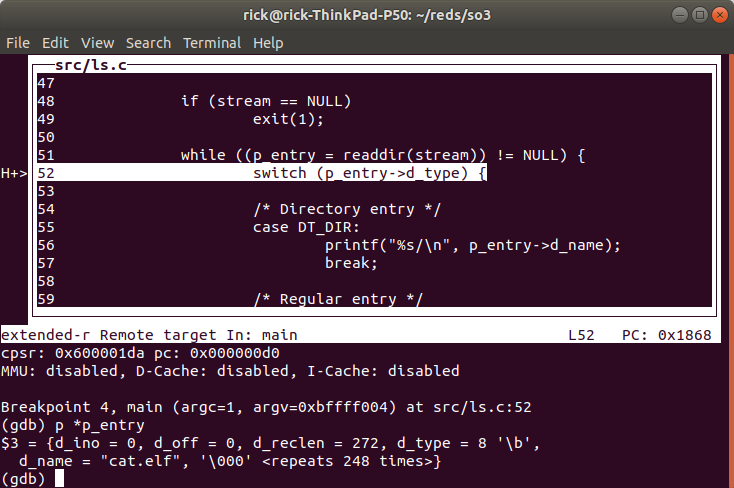 rick@rick-ThinkPad-P50: ~/reds/so3
File Edit View Search Terminal Help
src/ls.c
47
48 if (stream == NULL)
49 exit(1);
50
51 while ((p_entry = readdir(stream)) != NULL) {
H+> 52 switch (p_entry->d_type) {
53
54 /* Directory entry */
55 case DT_DIR:
56 printf("%s/\n", p_entry->d_name);
57 break;
58
59 /* Regular entry */
extended-r Remote target In: main L52 PC: 0x1868
cpsr: 0x600001da pc: 0x000000d0
MMU: disabled, D-Cache: disabled, I-Cache: disabled
Breakpoint 4, main (argc=1, argv=0xbffff004) at src/ls.c:52
(gdb) p *p_entry
$3 = {d_ino = 0, d_off = 0, d_reclen = 272, d_type = 8 '\b',
d_name = "cat.elf", '\000' <repeats 248 times>}
(gdb)